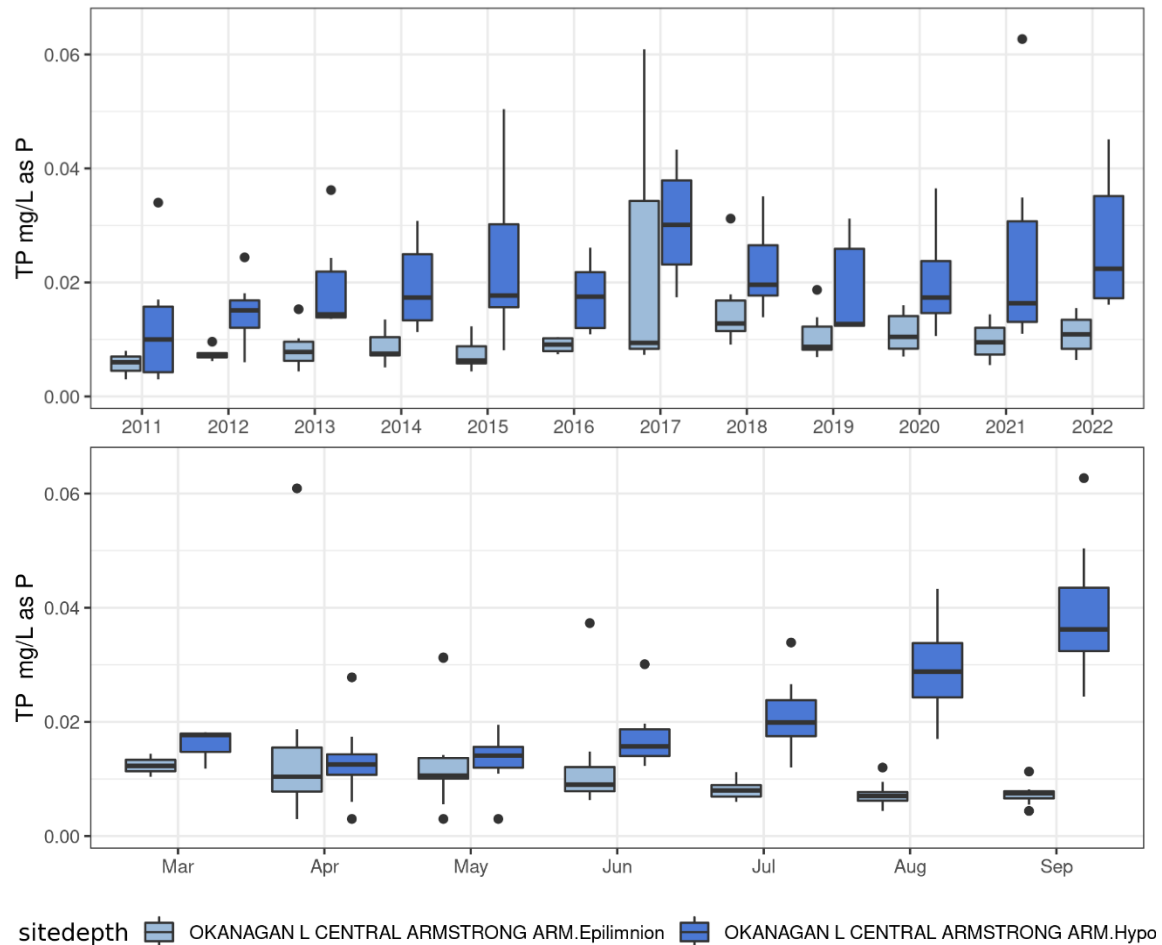 TP mg/L as P
0.06
0.04
0.02
0.00
2011 2012 2013 2014 2015 2016 2017 2018 2019 2020 2021 2022
TP mg/L as P
0.06
0.04
0.02
0.00
Mar Apr May Jun Jul Aug Sep
sitedepth OKANAGAN L CENTRAL ARMSTRONG ARM.Epilimnion OKANAGAN L CENTRAL ARMSTRONG ARM.Hypo